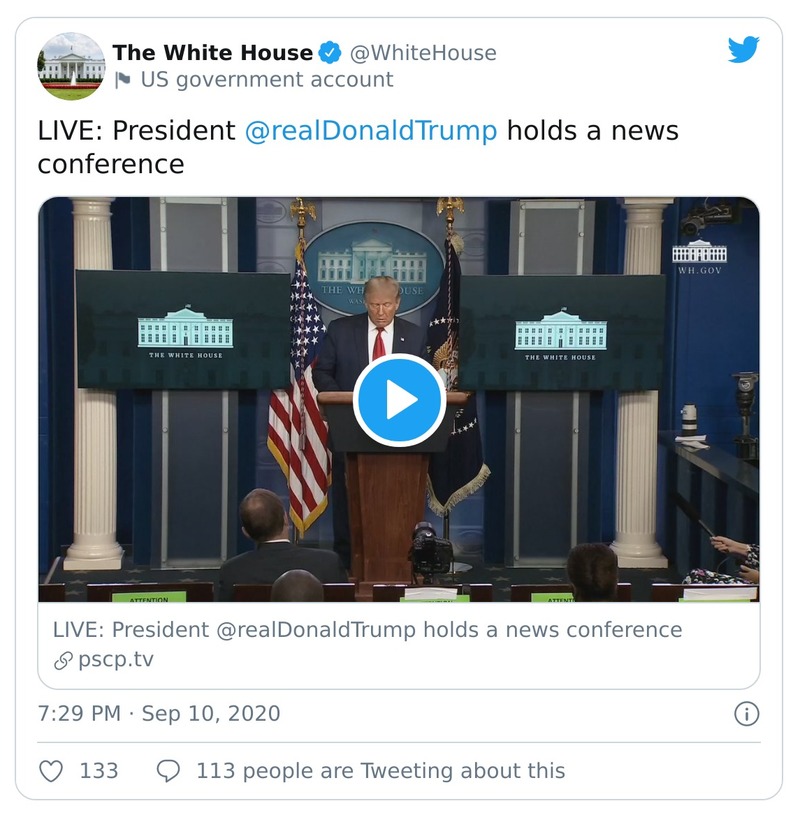 The White House @WhiteHouse
US government account
LIVE: President @realDonaldTrump holds a news
conference
THE WH OUSE
WAS
WH.GOV
THE WHITE HOUSE
THE WHITE HOUSE
ATTENTION
ATTENT
LIVE: President @realDonaldTrump holds a news conference
pscp.tv
7:29 PM · Sep 10, 2020
133 113 people are Tweeting about this